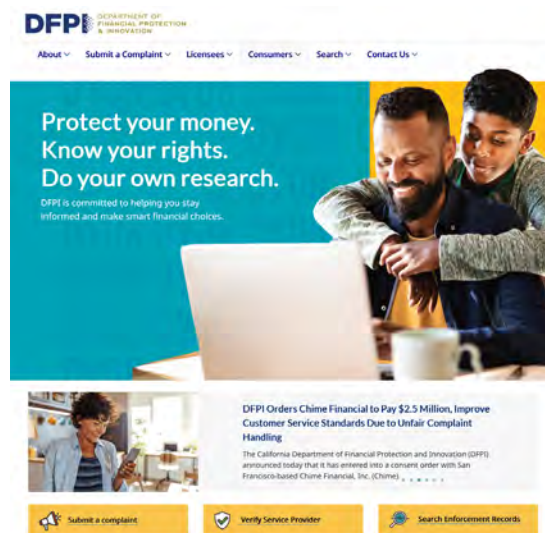 DFPI DEPARTMENT OF
FINANCIAL PROTECTION
& INNOVATION
About Submit a Complaint Licensees Consumers Search Contact Us
Protect your money.
Know your rights.
Do your own research.
DFPI is committed to helping you stay
informed and make smart financial choices.
DFPI Orders Chime Financial to Pay $2.5 Million, Improve
Customer Service Standards Due to Unfair Complaint
Handling
The California Department of Financial Protection and Innovation (DFPI)
announced today that it has entered into a consent order with San
Francisco-based Chime Financial, Inc. (Chime)
Submit a complaint
Verify Service Provider
Search Enforcement Records